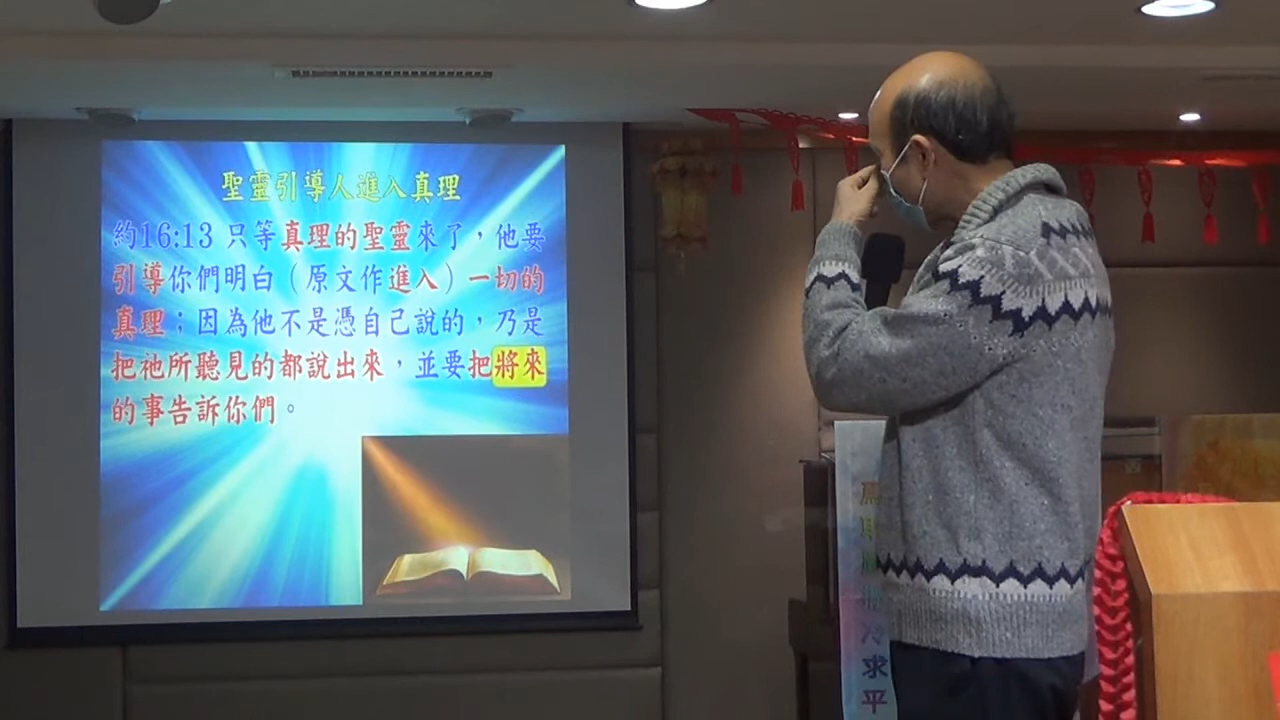 聖靈引導人進入真理
約16:13 只等真理的聖靈來了，他要
引導你們明白（原文作進入）一切的
真理；因為他不是憑自己說的，乃是
把祂所聽見的都說出來，並要把將來
的事告訴你們。
求平